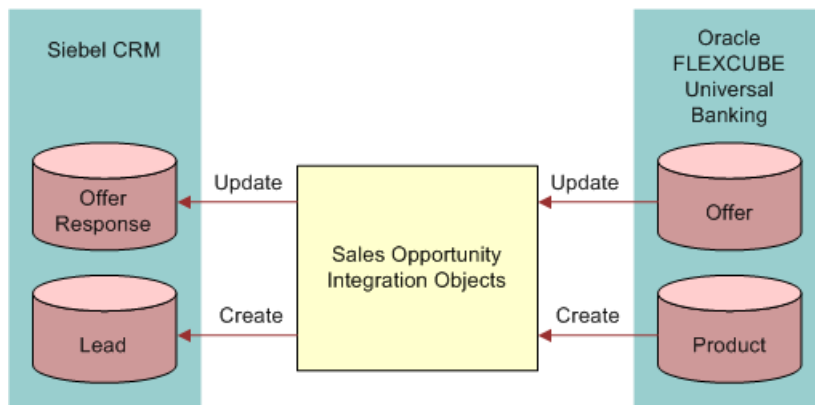 Siebel CRM
Oracle
FLEXCUBE
Universal
Banking
Offer
Response
Update
Update
Offer
Sales Opportunity
Integration Objects
Lead
Create
Create
Product